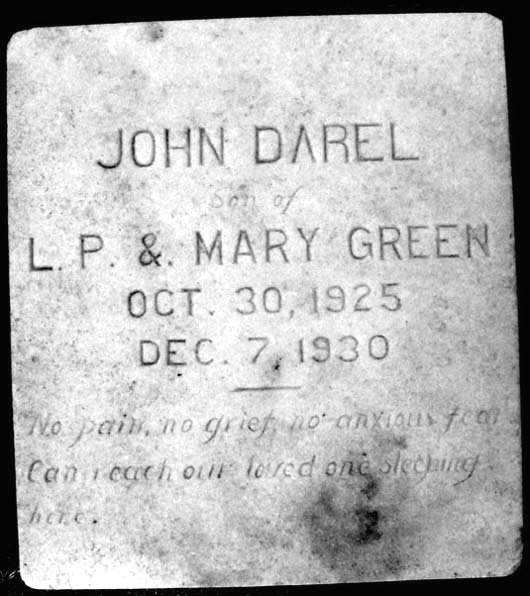 JOHN DAREL
son of
L. P. &. MARY GREEN
OCT. 30, 1925
DEC. 7, 1930
No pain, no grief, no anxious fear
Can reach our loved one sleeping
here.